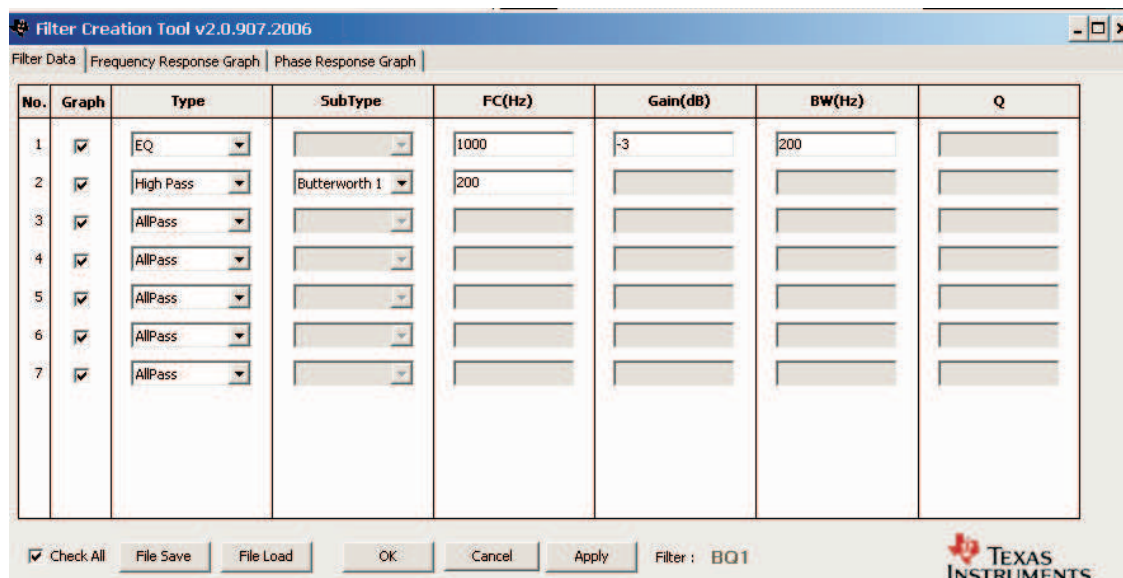 Filter Creation Tool v2.0.907.2006
Filter Data Frequency Response Graph Phase Response Graph
No. Graph Type SubType FC(Hz) Gain(dB) BW(Hz) Q
1 EQ 1000 -3 200
2 High Pass Butterworth 1 200
3 AllPass
4 AllPass
5 AllPass
6 AllPass
7 AllPass
Check All File Save File Load OK Cancel Apply Filter : BQ1
TEXAS
INSTRUMENTS